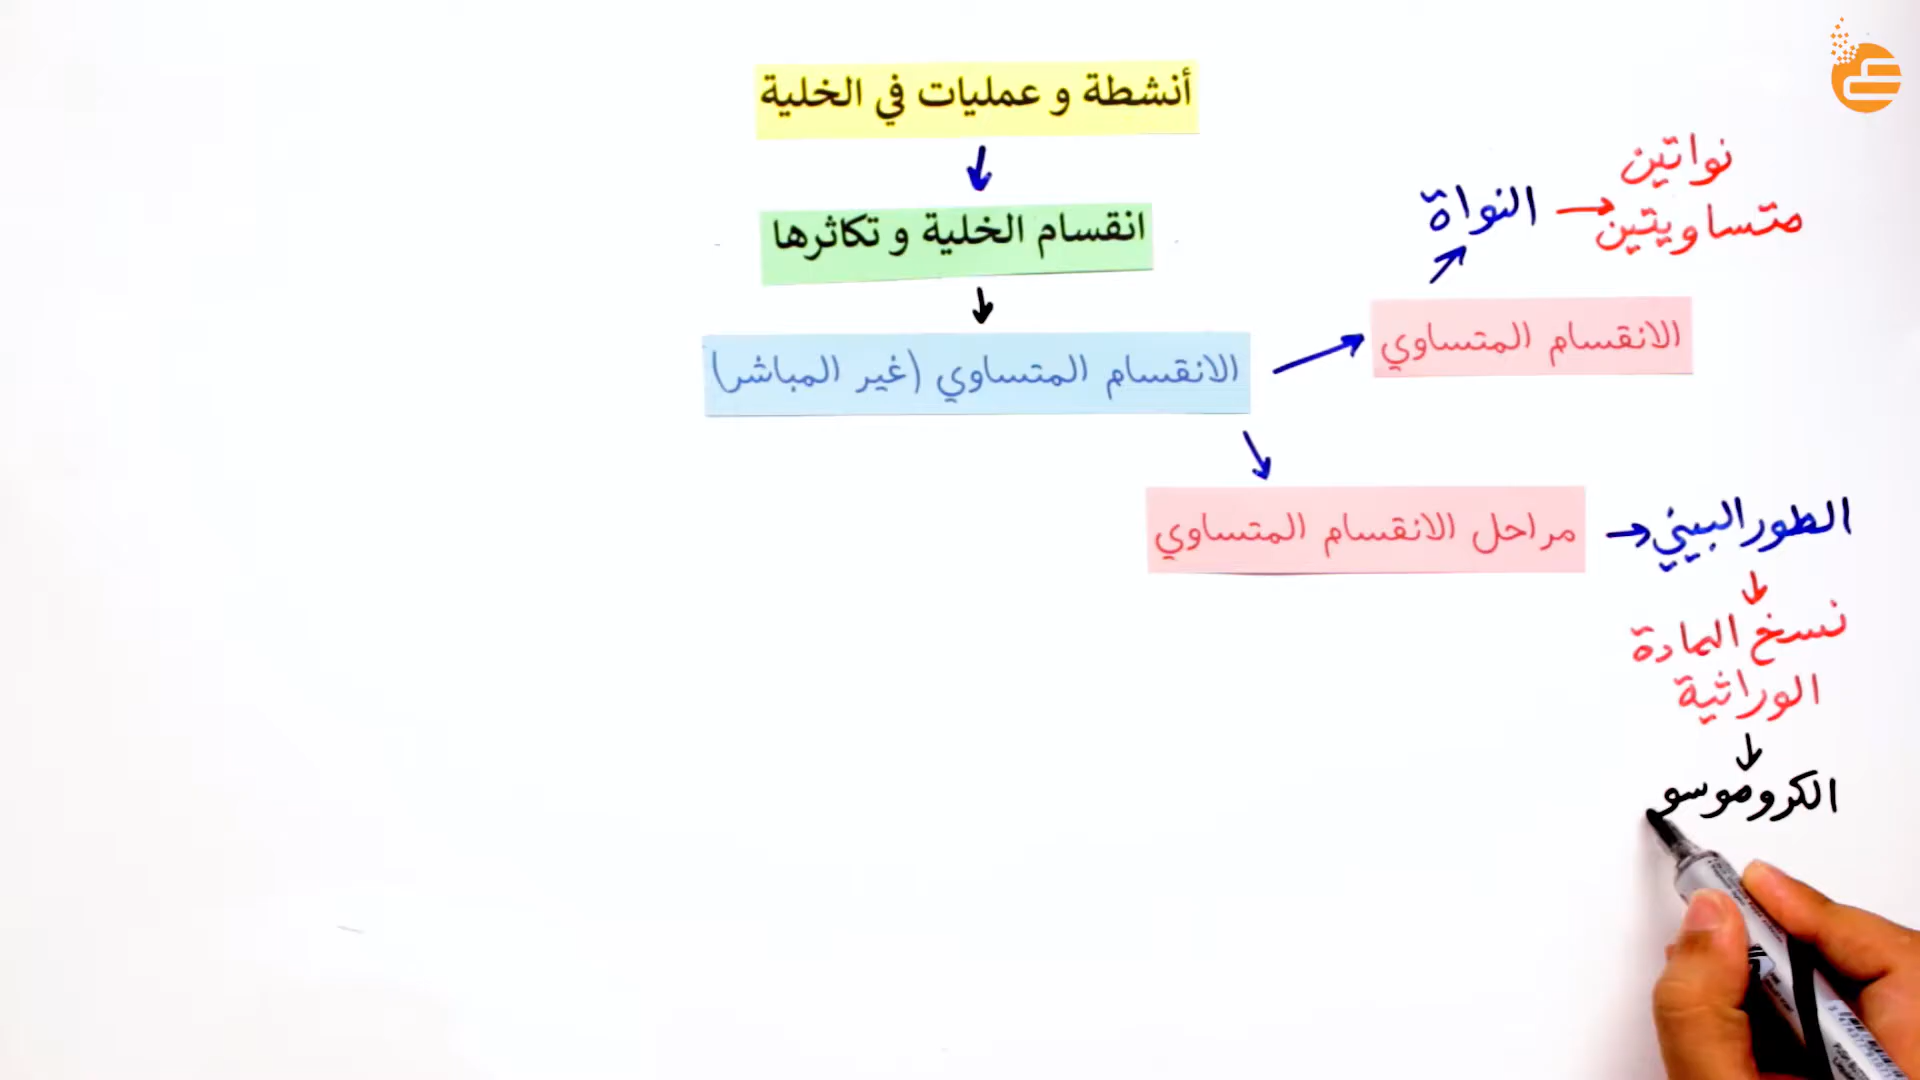 أنشطة و عمليات في الخلية
انقسام الخلية و تكاثرها
الانقسام المتساوي (غير المباشر)
الانقسام المتساوي
النواة
نواتين
متساويتين
مراحل الانقسام المتساوي
الطور البيني
نسخ المادة
الوراثية
الكروموسو